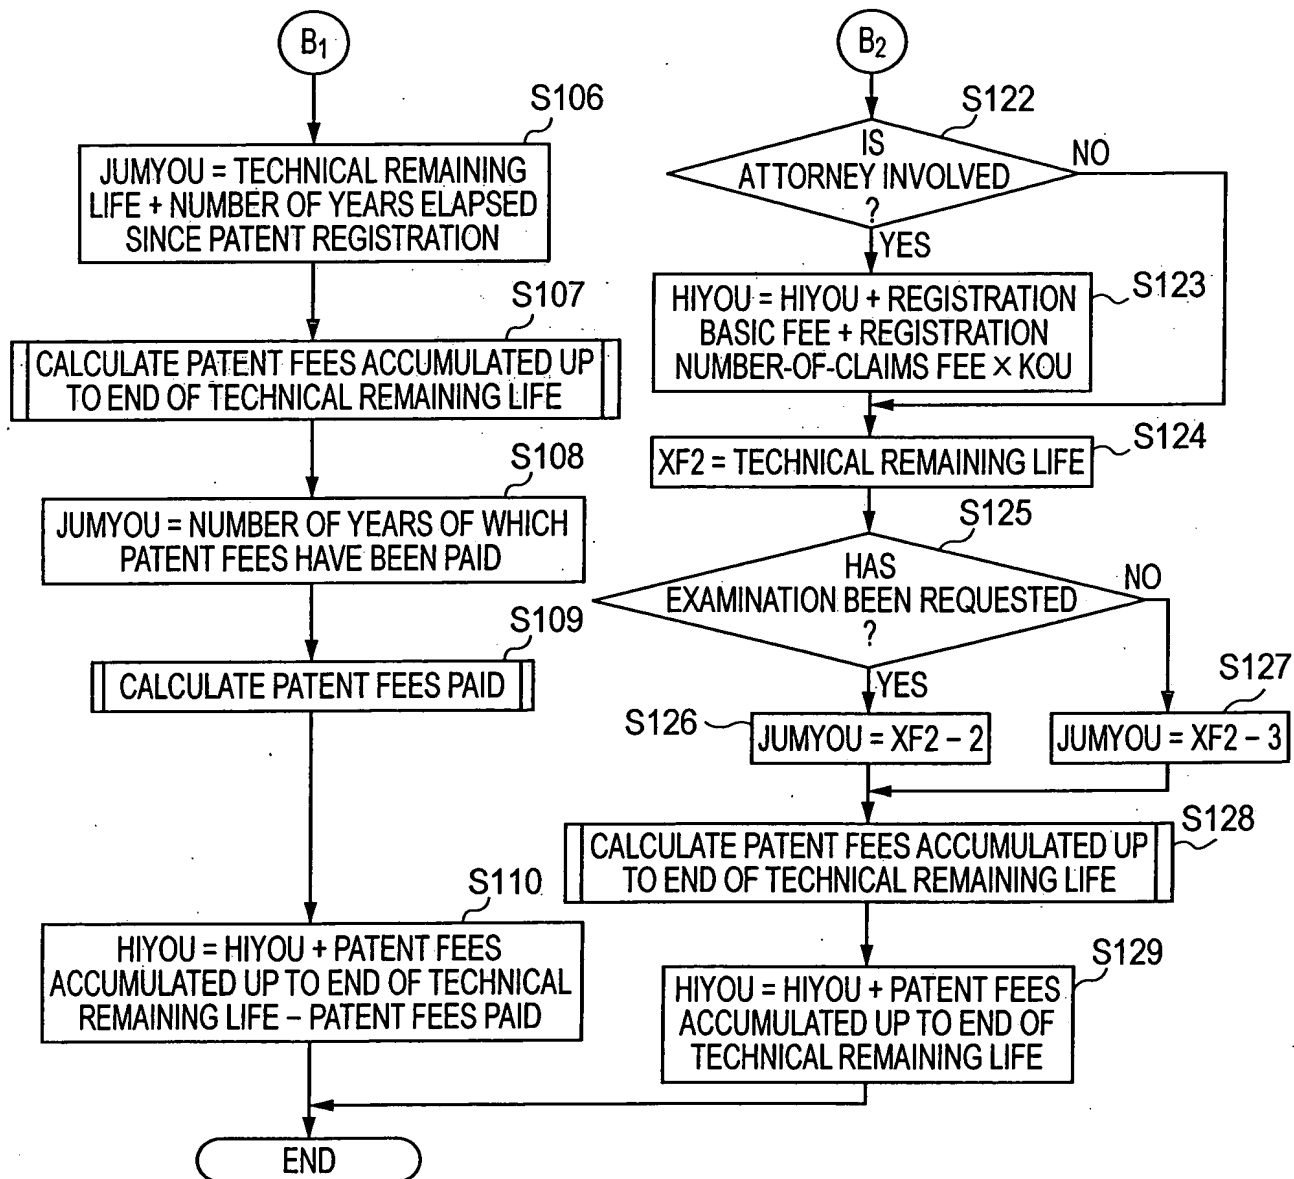 B1
S106
JUMYOU = TECHNICAL REMAINING
LIFE + NUMBER OF YEARS ELAPSED
SINCE PATENT REGISTRATION
S107
CALCULATE PATENT FEES ACCUMULATED UP
TO END OF TECHNICAL REMAINING LIFE
S108
JUMYOU = NUMBER OF YEARS OF WHICH
PATENT FEES HAVE BEEN PAID
S109
CALCULATE PATENT FEES PAID
S110
HIYOU = HIYOU + PATENT FEES
ACCUMULATED UP TO END OF TECHNICAL
REMAINING LIFE – PATENT FEES PAID
END
B2
S122
IS
ATTORNEY INVOLVED
?
NO
YES
S123
HIYOU = HIYOU + REGISTRATION
BASIC FEE + REGISTRATION
NUMBER-OF-CLAIMS FEE × KOU
S124
XF2 = TECHNICAL REMAINING LIFE
S125
HAS
EXAMINATION BEEN REQUESTED
?
NO
YES
S126
JUMYOU = XF2 – 2
S127
JUMYOU = XF2 – 3
S128
CALCULATE PATENT FEES ACCUMULATED UP
TO END OF TECHNICAL REMAINING LIFE
S129
HIYOU = HIYOU + PATENT FEES
ACCUMULATED UP TO END OF
TECHNICAL REMAINING LIFE